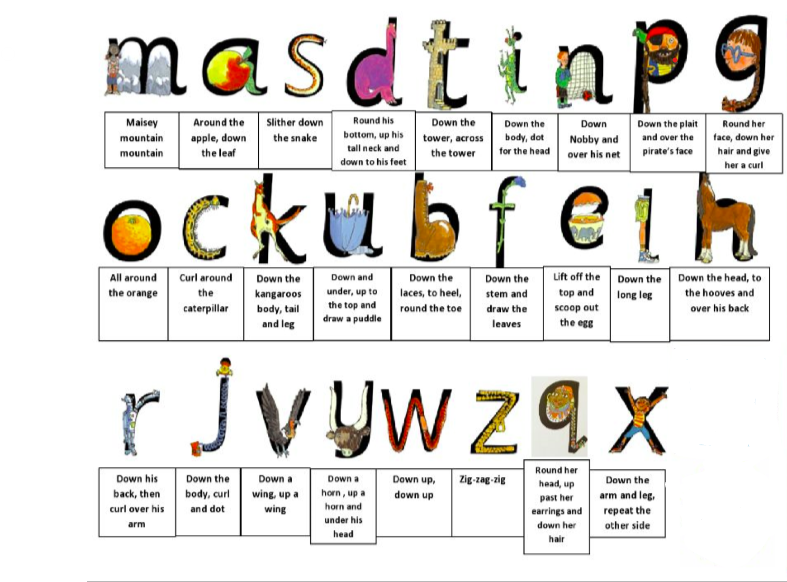 m a s d t i n p g
Maisey
mountain
mountain
Around the
apple, down
the leaf
Slither down
the snake
Round his
bottom, up his
tall neck and
down to his feet
Down the
tower, across
the tower
Down the
body, dot
for the head
Down
Nobby and
over his net
Down the plait
and over the
pirate's face
Round her
face, down her
hair and give
her a curl
o c k u b f e l h
All around
the orange
Curl around
the
caterpillar
Down the
kangaroos
body, tail
and leg
Down and
under, up to
the top and
draw a puddle
Down the
laces, to heel,
round the toe
Down the
stem and
draw the
leaves
Lift off the
top and
scoop out
the egg
Down the
long leg
Down the head, to
the hooves and
over his back
r j v y w z q x
Down his
back, then
curl over his
arm
Down the
body, curl
and dot
Down a
wing, up a
wing
Down a
horn , up a
horn and
under his
head
Down up,
down up
Zig-zag-zig
Round her
head, up
past her
earrings and
down her
hair
Down the
arm and leg,
repeat the
other side